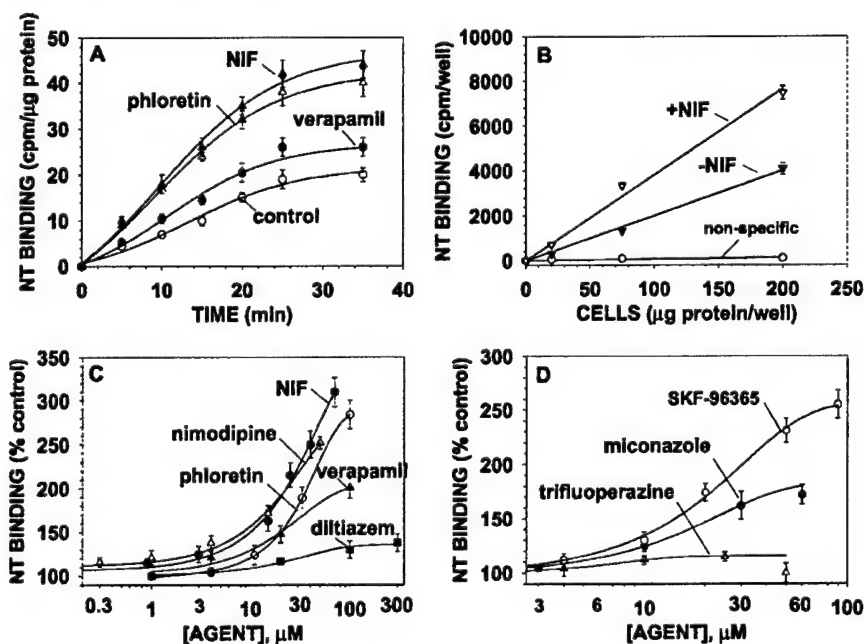 A
NT BINDING (cpm/µg protein)
50
40
30
20
10
0
NIF
phloretin
verapamil
control
0 10 20 30 40
TIME (min)
B
NT BINDING (cpm/well)
10000
8000
6000
4000
2000
0
+NIF
-NIF
non-specific
0 50 100 150 200 250
CELLS (µg protein/well)
C
NT BINDING (% control)
350
300
250
200
150
100
NIF
nimodipine
phloretin
verapamil
diltiazem
0.3 1 3 10 30 100 300
[AGENT], µM
D
NT BINDING (% control)
300
250
200
150
100
SKF-96365
miconazole
trifluoperazine
3 6 10 30 60 100
[AGENT], µM